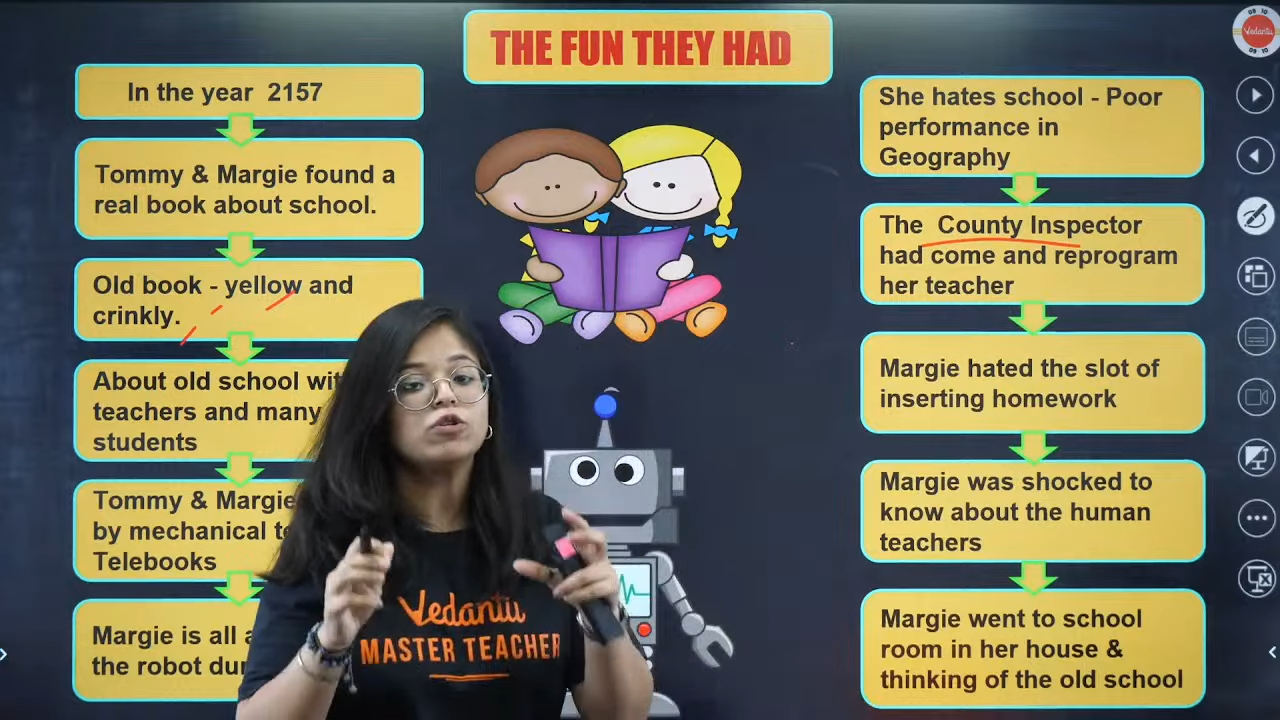 THE FUN THEY HAD
In the year 2157
Tommy & Margie found a
real book about school.
Old book - yellow and
crinkly.
About old school
teachers and many
students
Tommy & Margie
by mechanical
Telebooks
Margie is all
the robot
She hates school - Poor
performance in
Geography
The County Inspector
had come and reprogram
her teacher
Margie hated the slot of
inserting homework
Margie was shocked to
know about the human
teachers
Margie went to school
room in her house &
thinking of the old school
Vedantu
MASTER TEACHER
Vedantu